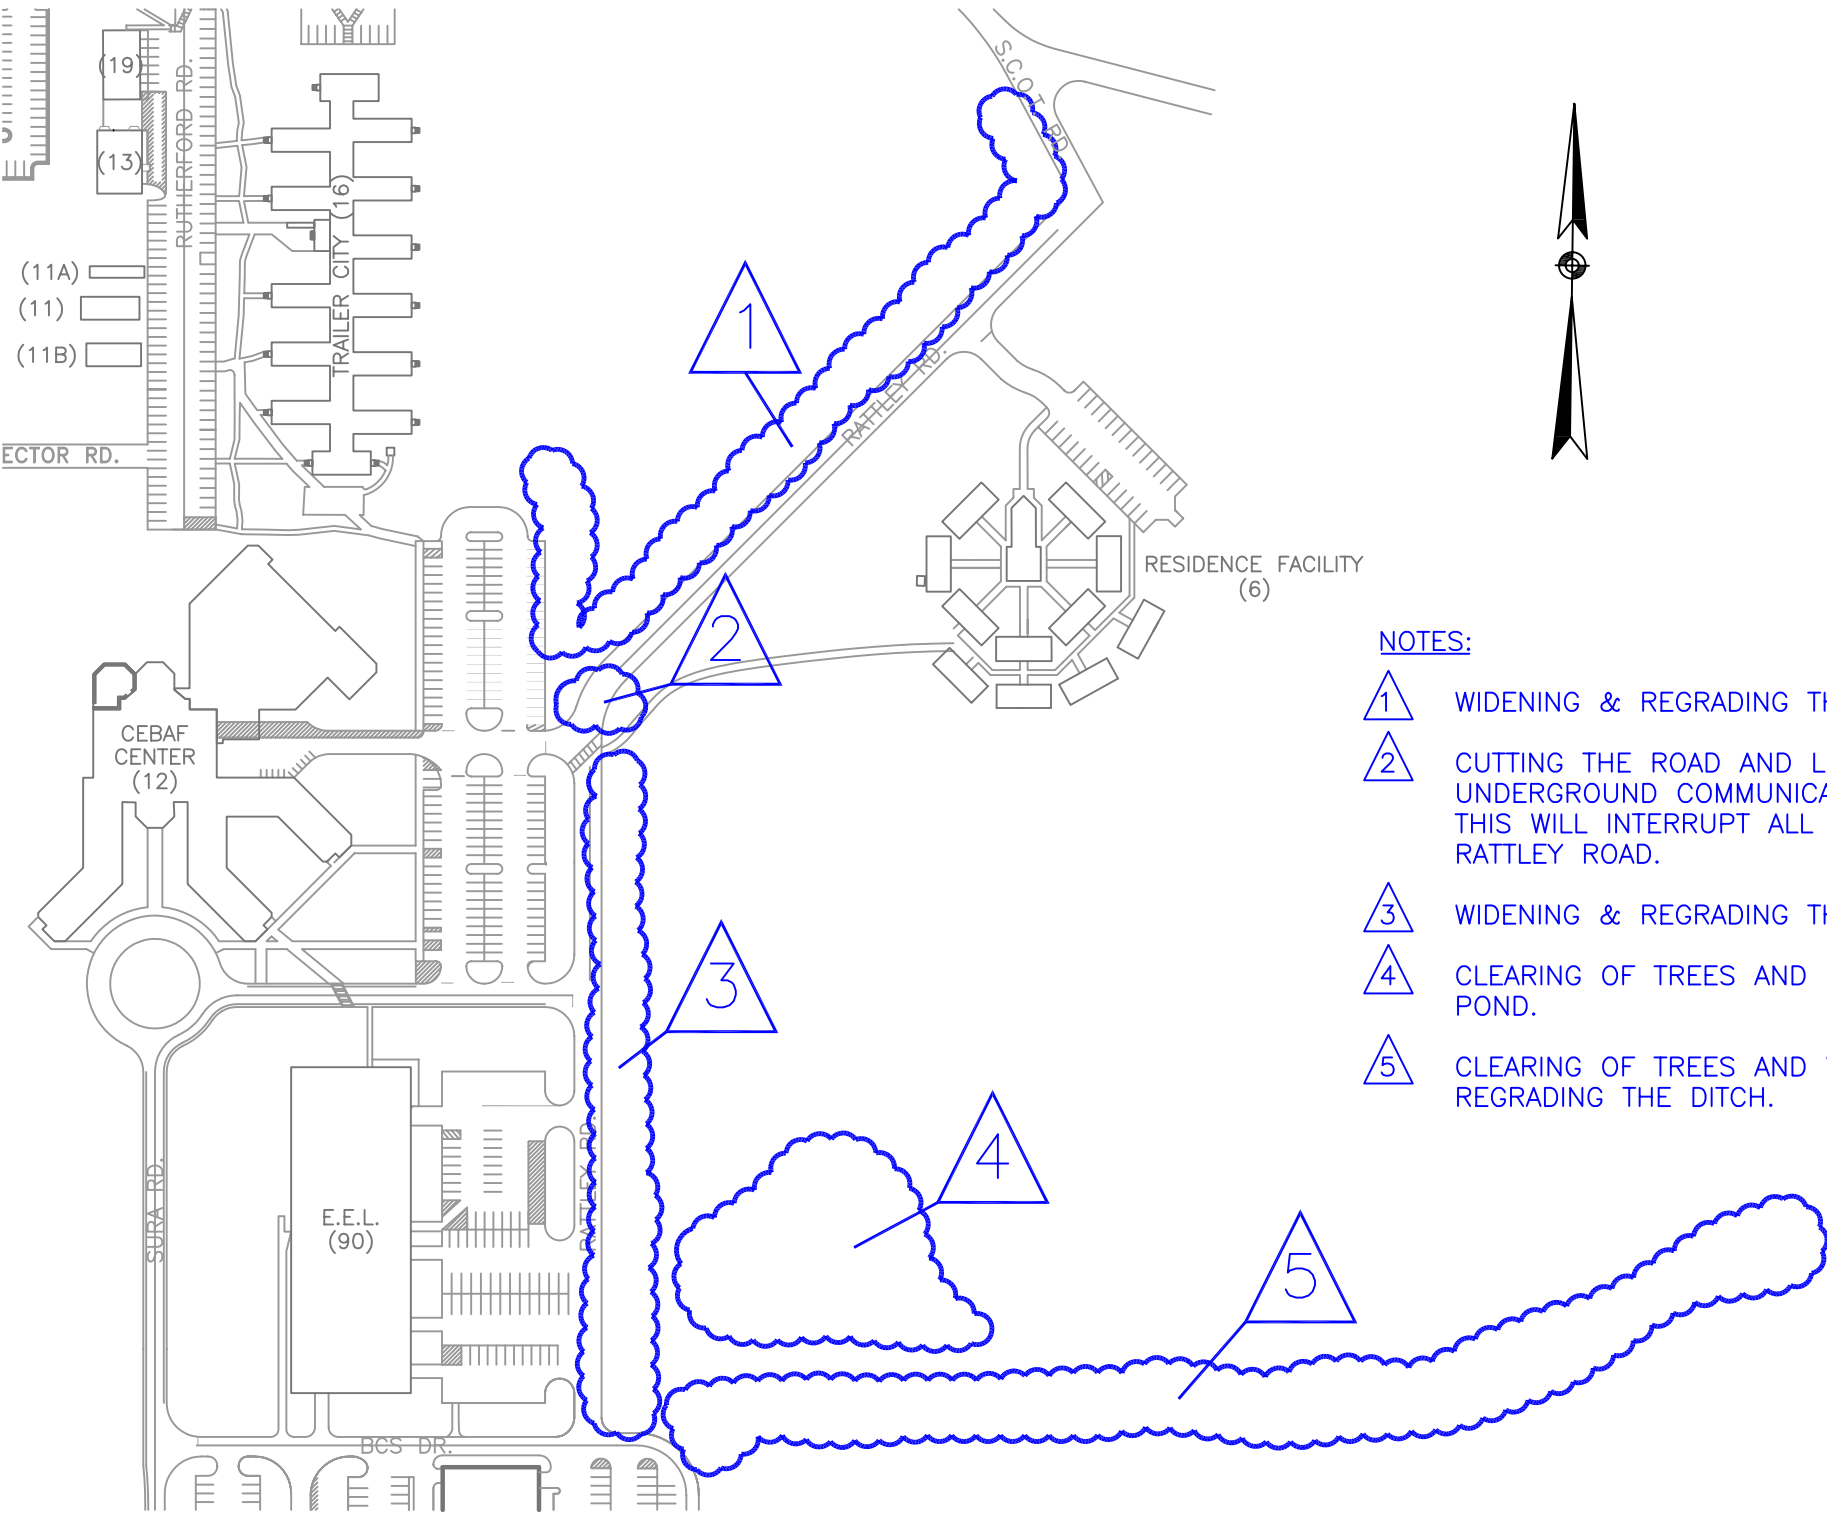 (19)
(13)
RUTHERFORD RD.
(11A)
(11)
(11B)
TRAILER CITY (16)
ECTOR RD.
S.C.O.T. RD
1
RATTLEY RD.
2
RESIDENCE FACILITY
(6)
CEBAF
CENTER
(12)
3
4
5
E.E.L.
(90)
SURA RD.
RATTLEY RD.
BCS DR.
NOTES:
1 WIDENING & REGRADING TH
2 CUTTING THE ROAD AND L
UNDERGROUND COMMUNICA
THIS WILL INTERRUPT ALL
RATTLEY ROAD.
3 WIDENING & REGRADING TH
4 CLEARING OF TREES AND
POND.
5 CLEARING OF TREES AND
REGRADING THE DITCH.